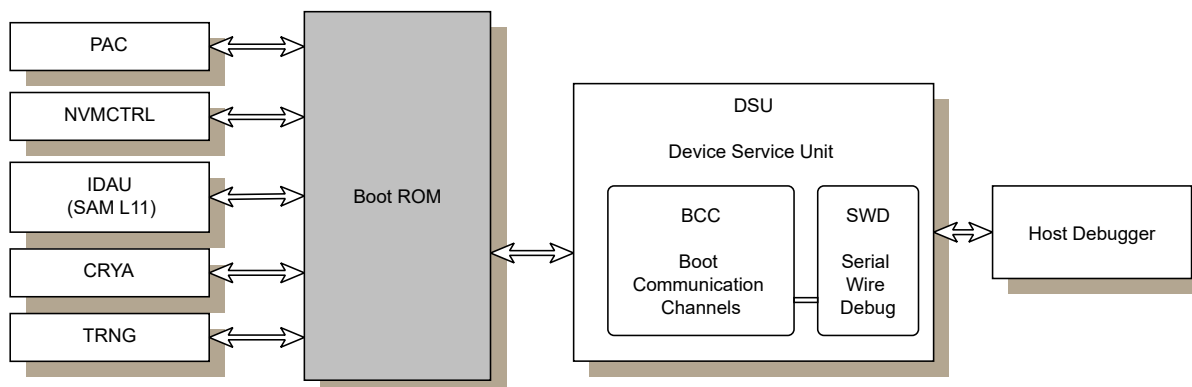 PAC
NVMCTRL
IDAU
(SAM L11)
CRYA
TRNG
Boot ROM
DSU
Device Service Unit
BCC
Boot
Communication
Channels
SWD
Serial
Wire
Debug
Host Debugger